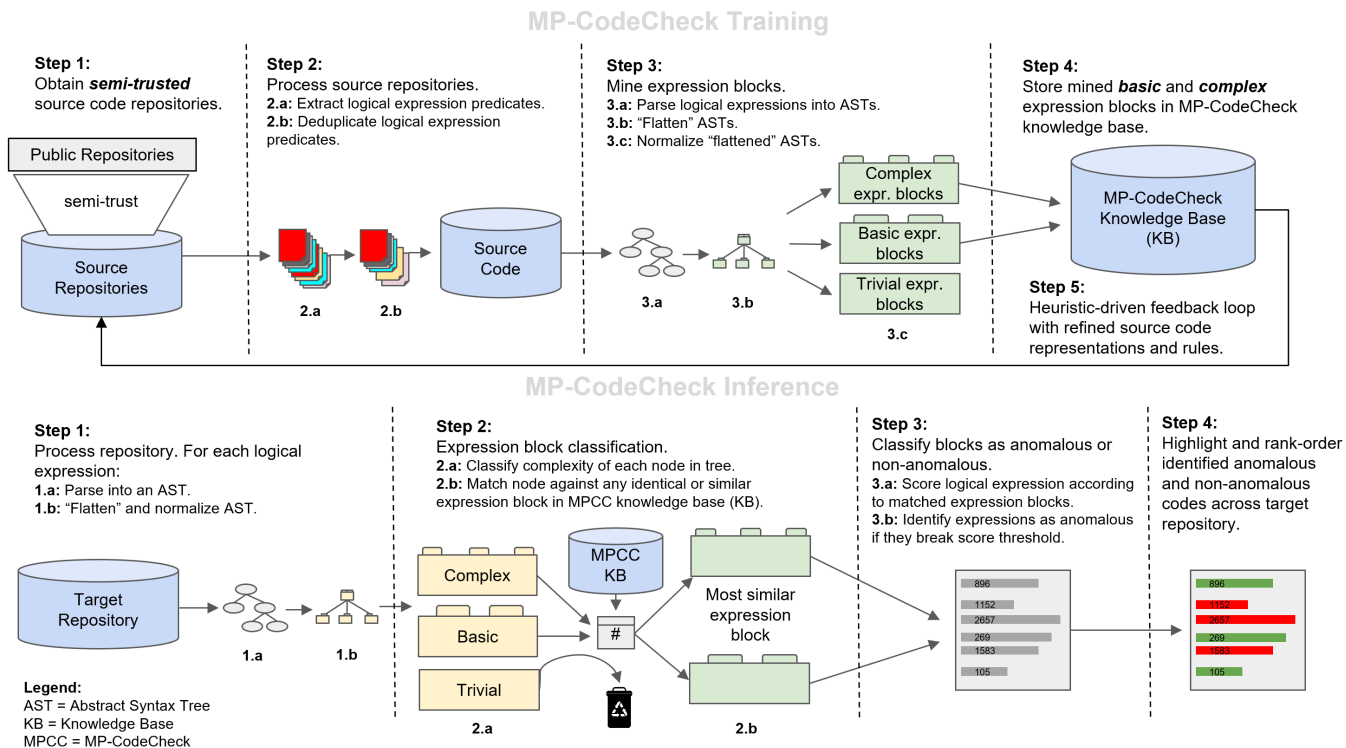 MP-CodeCheck Training
Step 1:
Obtain semi-trusted
source code repositories.
Public Repositories
semi-trust
Source
Repositories
Step 2:
Process source repositories.
2.a: Extract logical expression predicates.
2.b: Deduplicate logical expression
predicates.
2.a
2.b
Source
Code
Step 3:
Mine expression blocks.
3.a: Parse logical expressions into ASTs.
3.b: “Flatten” ASTs.
3.c: Normalize “flattened” ASTs.
3.a
3.b
Complex
expr. blocks
Basic expr.
blocks
Trivial expr.
blocks
3.c
Step 4:
Store mined basic and complex
expression blocks in MP-CodeCheck
knowledge base.
MP-CodeCheck
Knowledge Base
(KB)
Step 5:
Heuristic-driven feedback loop
with refined source code
representations and rules.
MP-CodeCheck Inference
Step 1:
Process repository. For each logical
expression:
1.a: Parse into an AST.
1.b: “Flatten” and normalize AST.
Target
Repository
1.a
1.b
Legend:
AST = Abstract Syntax Tree
KB = Knowledge Base
MPCC = MP-CodeCheck
Step 2:
Expression block classification.
2.a: Classify complexity of each node in tree.
2.b: Match node against any identical or similar
expression block in MPCC knowledge base (KB).
Complex
Basic
Trivial
2.a
MPCC
KB
#
Most similar
expression
block
2.b
Step 3:
Classify blocks as anomalous or
non-anomalous.
3.a: Score logical expression according
to matched expression blocks.
3.b: Identify expressions as anomalous
if they break score threshold.
896
1152
2657
269
1583
105
Step 4:
Highlight and rank-order
identified anomalous
and non-anomalous
codes across target
repository.
896
1152
2657
269
1583
105